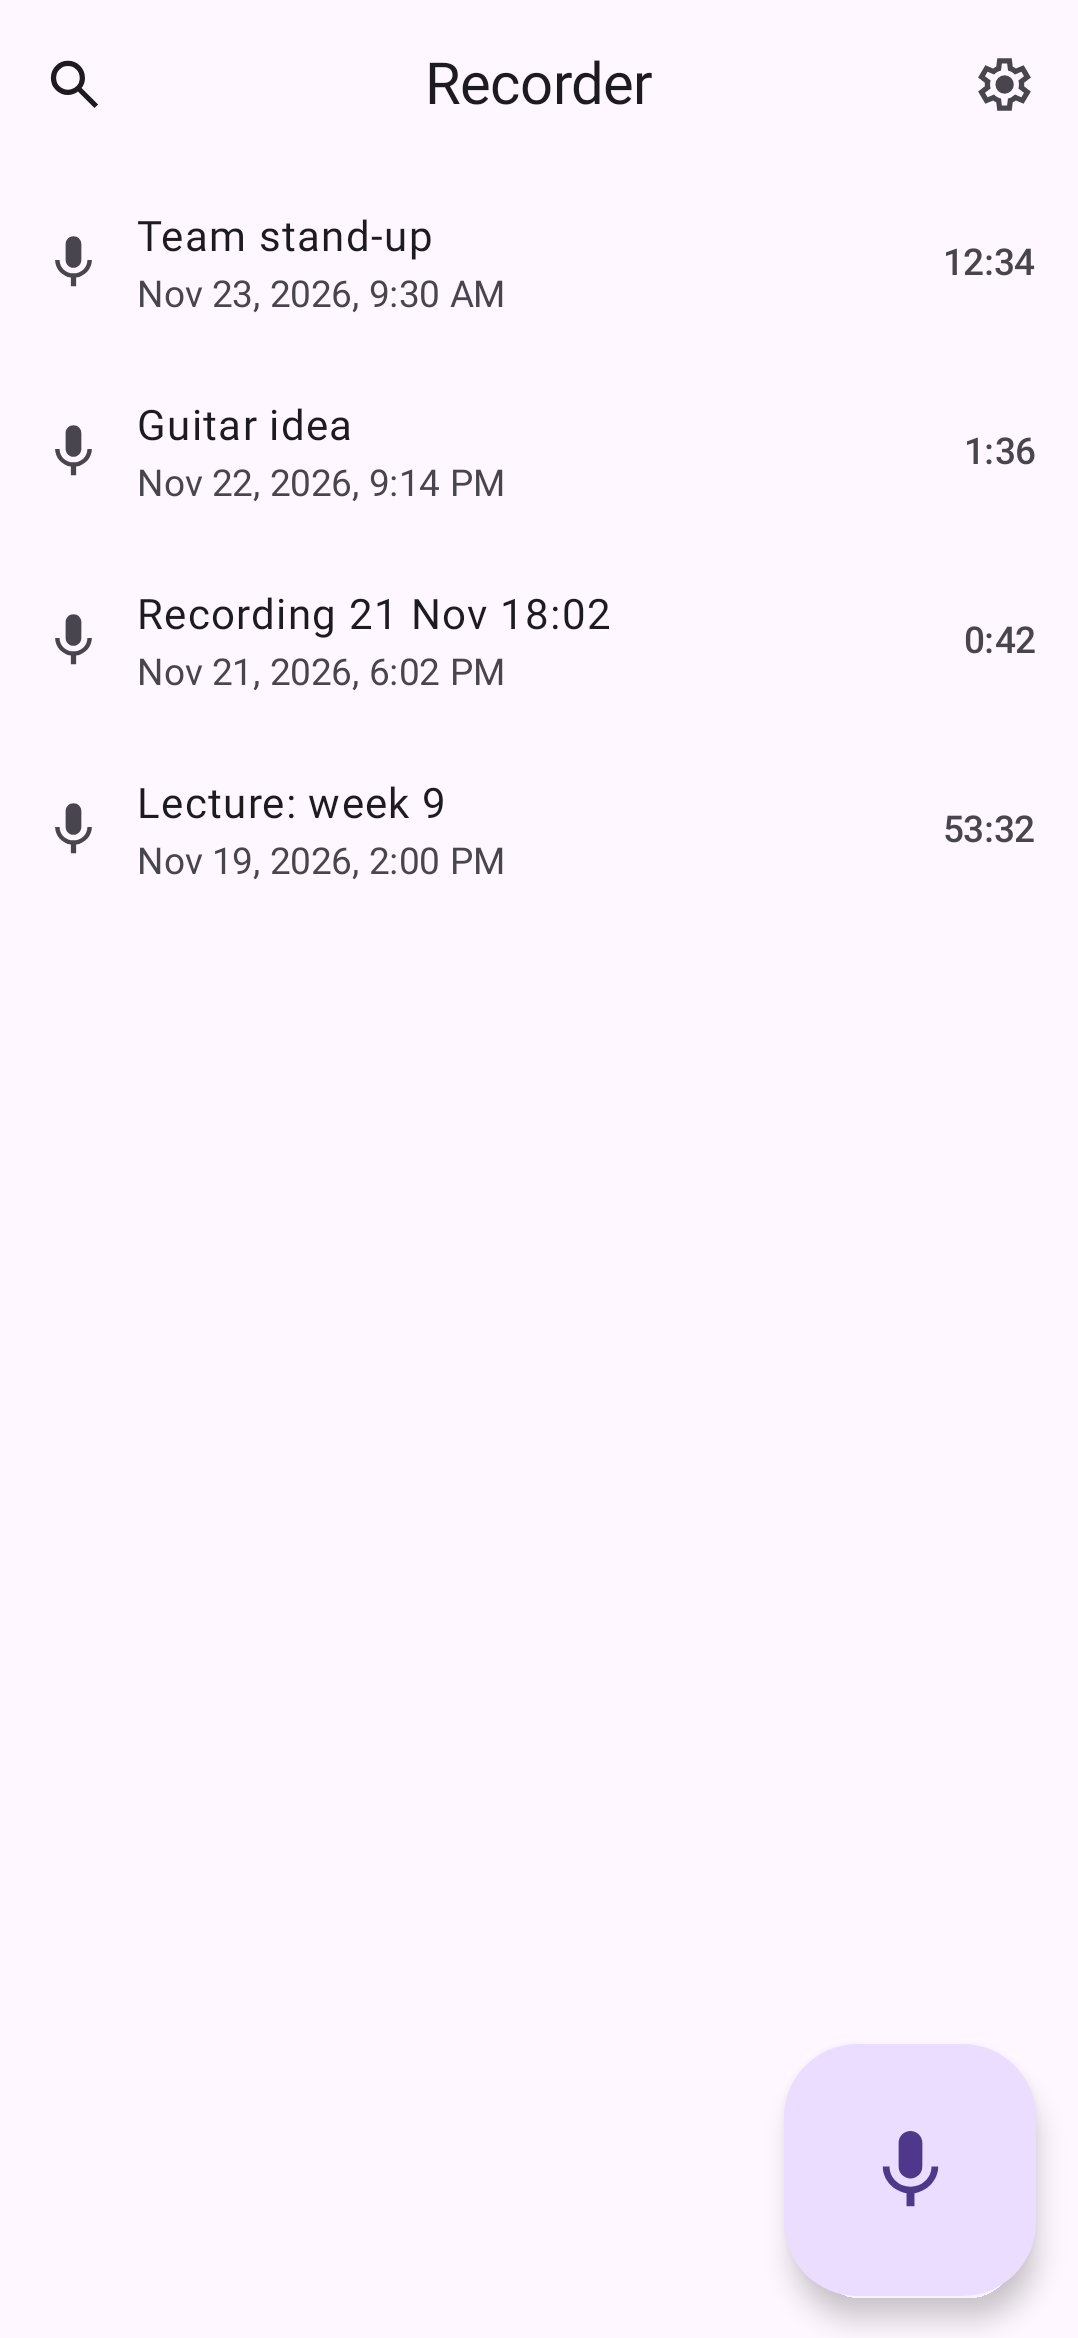 Recorder
Team stand-up
Nov 23, 2026, 9:30 AM
12:34
Guitar idea
Nov 22, 2026, 9:14 PM
1:36
Recording 21 Nov 18:02
Nov 21, 2026, 6:02 PM
0:42
Lecture: week 9
Nov 19, 2026, 2:00 PM
53:32